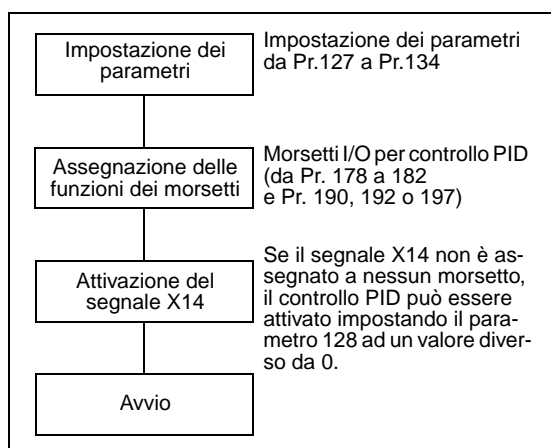 Impostazione dei
parametri
Impostazione dei parametri
da Pr.127 a Pr.134
Assegnazione delle
funzioni dei morsetti
Morsetti I/O per controllo PID
(da Pr. 178 a 182
e Pr. 190, 192 o 197)
Attivazione del
segnale X14
Se il segnale X14 non è as-
segnato a nessun morsetto,
il controllo PID può essere
attivato impostando il para-
metro 128 ad un valore diver-
so da 0.
Avvio